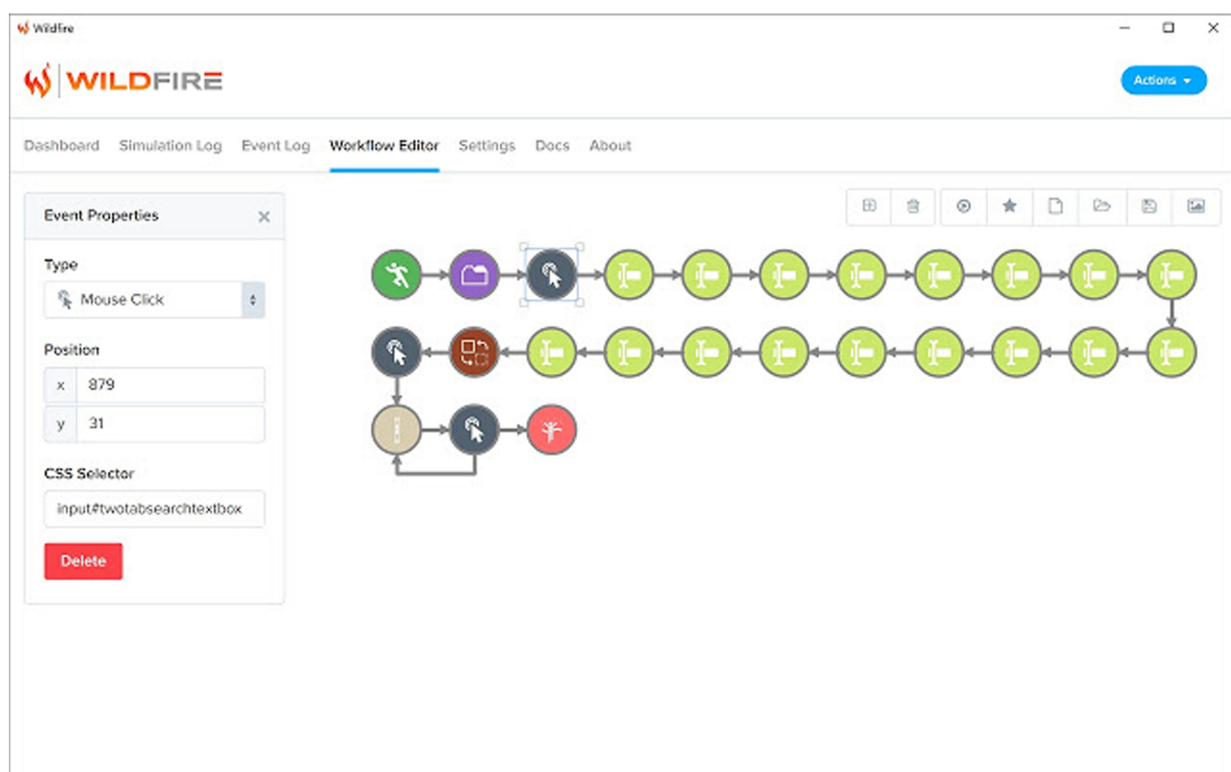 Wildfire
WILDFIRE
Actions
Dashboard Simulation Log Event Log Workflow Editor Settings Docs About
Event Properties
Type
Mouse Click
Position
x 879
y 31
CSS Selector
input#twotabsearchtextbox
Delete